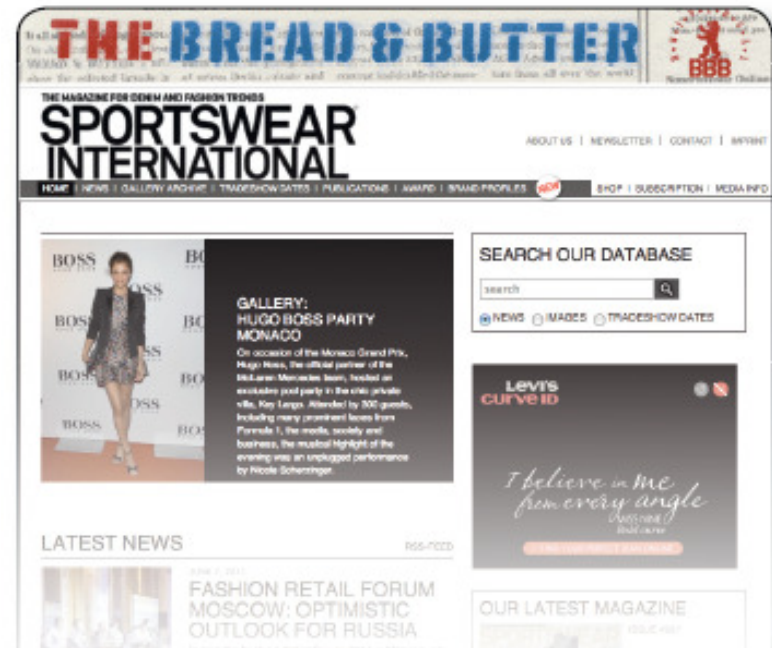 THE BREAD & BUTTER
BBB
THE MAGAZINE FOR DENIM AND FASHION TRENDS
SPORTSWEAR
INTERNATIONAL
ABOUT US | NEWSLETTER | CONTACT | IMPRINT
HOME | NEWS | GALLERY ARCHIVE | TRADESHOW DATES | PUBLICATIONS | AWARD | BRAND PROFILES NEW SHOP | SUBSCRIPTION | MEDIA INFO
BOSS
GALLERY:
HUGO BOSS PARTY
MONACO
On occasion of the Monaco Grand Prix,
Hugo Boss, the official partner of the
McLaren Mercedes team, hosted an
exclusive pool party in the chic private
villa, Key Largo. Attended by 300 guests,
including many prominent faces from
Formula 1, the media, society and
business, the musical highlight of the
evening was an unplugged performance
by Nicole Scherzinger.
SEARCH OUR DATABASE
search
NEWS IMAGES TRADESHOW DATES
LEVI'S
CURVE ID
I believe in me
from every angle
LATEST NEWS
RSS-FEED
FASHION RETAIL FORUM
MOSCOW: OPTIMISTIC
OUTLOOK FOR RUSSIA
OUR LATEST MAGAZINE